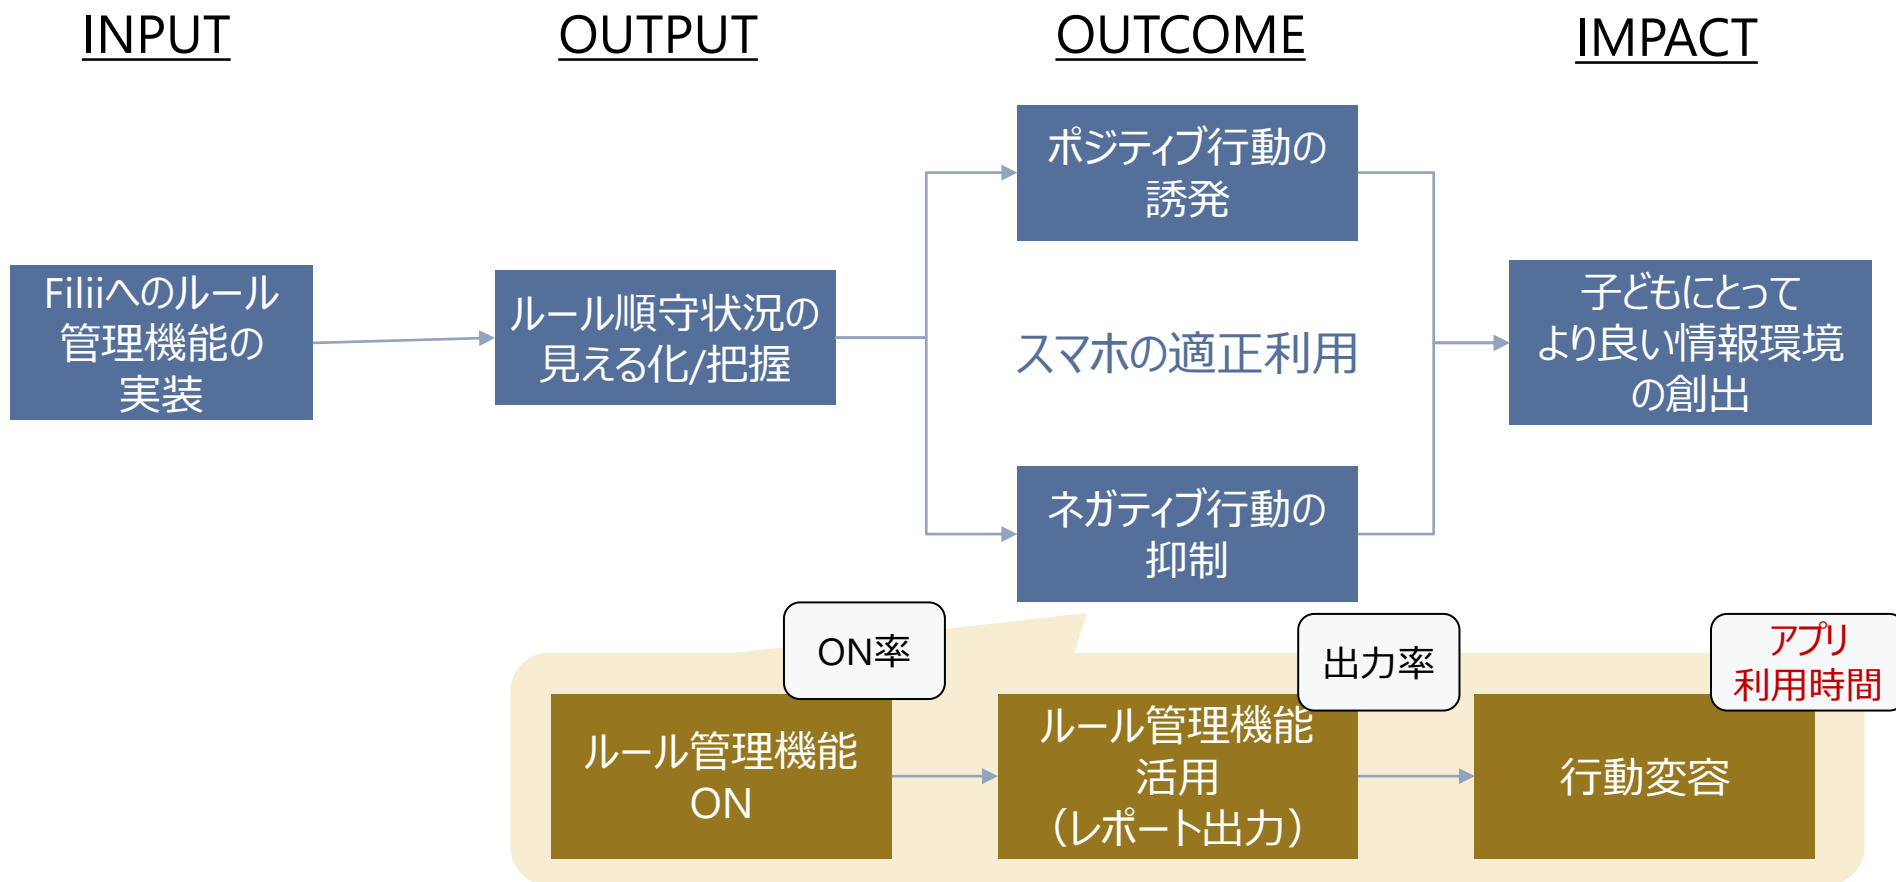 INPUT
OUTPUT
OUTCOME
IMPACT
Filiiへのルール
管理機能の
実装
ルール順守状況の
見える化/把握
ポジティブ行動の
誘発
スマホの適正利用
ネガティブ行動の
抑制
子どもにとって
より良い情報環境
の創出
ON率
出力率
アプリ
利用時間
ルール管理機能
ON
ルール管理機能
活用
（レポート出力）
行動変容